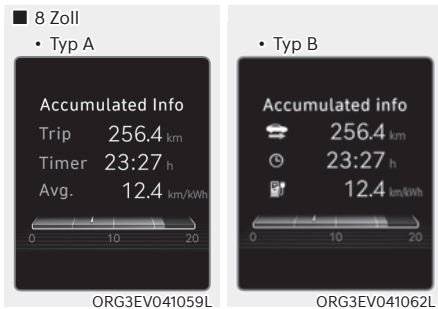 ■ 8 Zoll
• Typ A
Accumulated Info
Trip 256.4 km
Timer 23:27 h
Avg. 12.4 km/kWh
0 10 20
ORG3EV041059L
• Typ B
Accumulated info
256.4 km
23:27 h
12.4 km/kWh
0 10 20
ORG3EV041062L